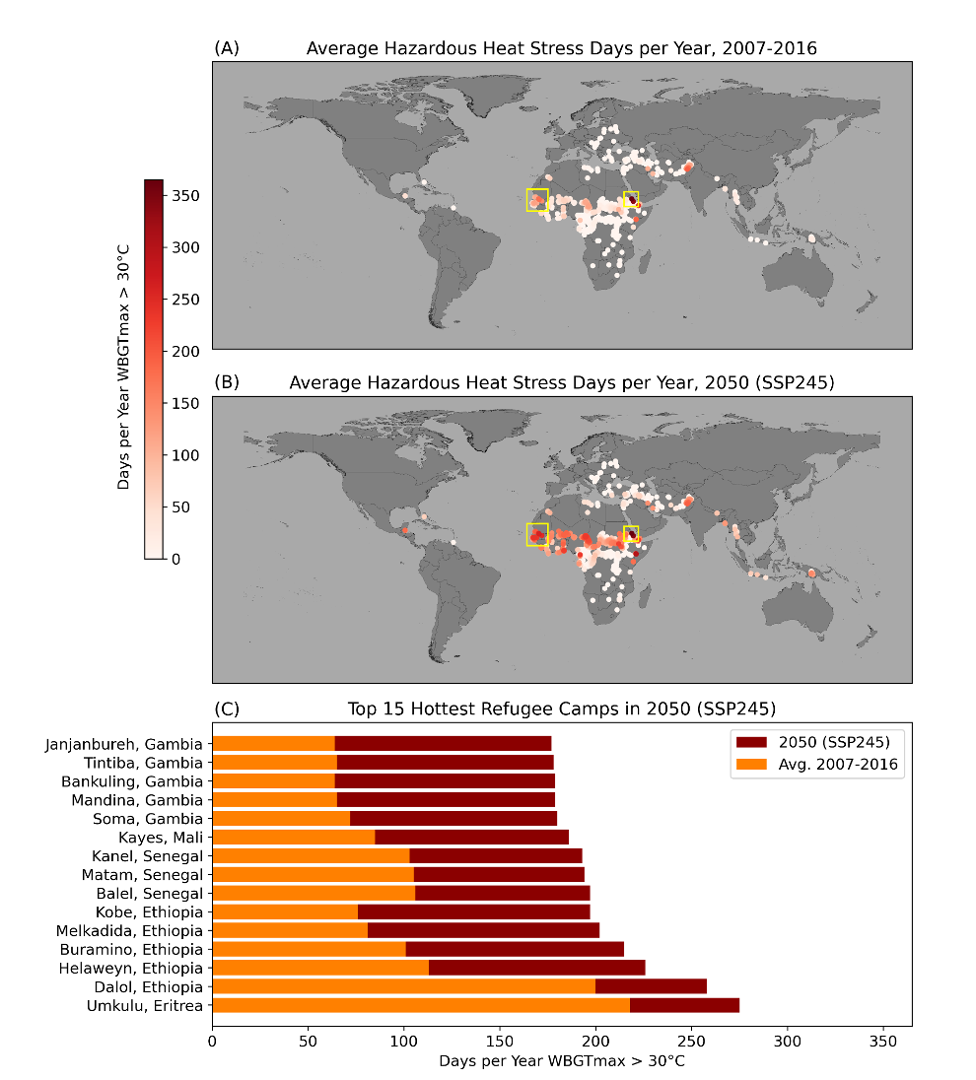 (A) Average Hazardous Heat Stress Days per Year, 2007-2016
Days per Year WBGTmax > 30°C
350
300
250
200
150
100
50
0
(B) Average Hazardous Heat Stress Days per Year, 2050 (SSP245)
(C) Top 15 Hottest Refugee Camps in 2050 (SSP245)
2050 (SSP245)
Avg. 2007-2016
Janjanbureh, Gambia
Tintiba, Gambia
Bankuling, Gambia
Mandina, Gambia
Soma, Gambia
Kayes, Mali
Kanel, Senegal
Matam, Senegal
Balel, Senegal
Kobe, Ethiopia
Melkadida, Ethiopia
Buramino, Ethiopia
Helaweyn, Ethiopia
Dalol, Ethiopia
Umkulu, Eritrea
0 50 100 150 200 250 300 350
Days per Year WBGTmax > 30°C